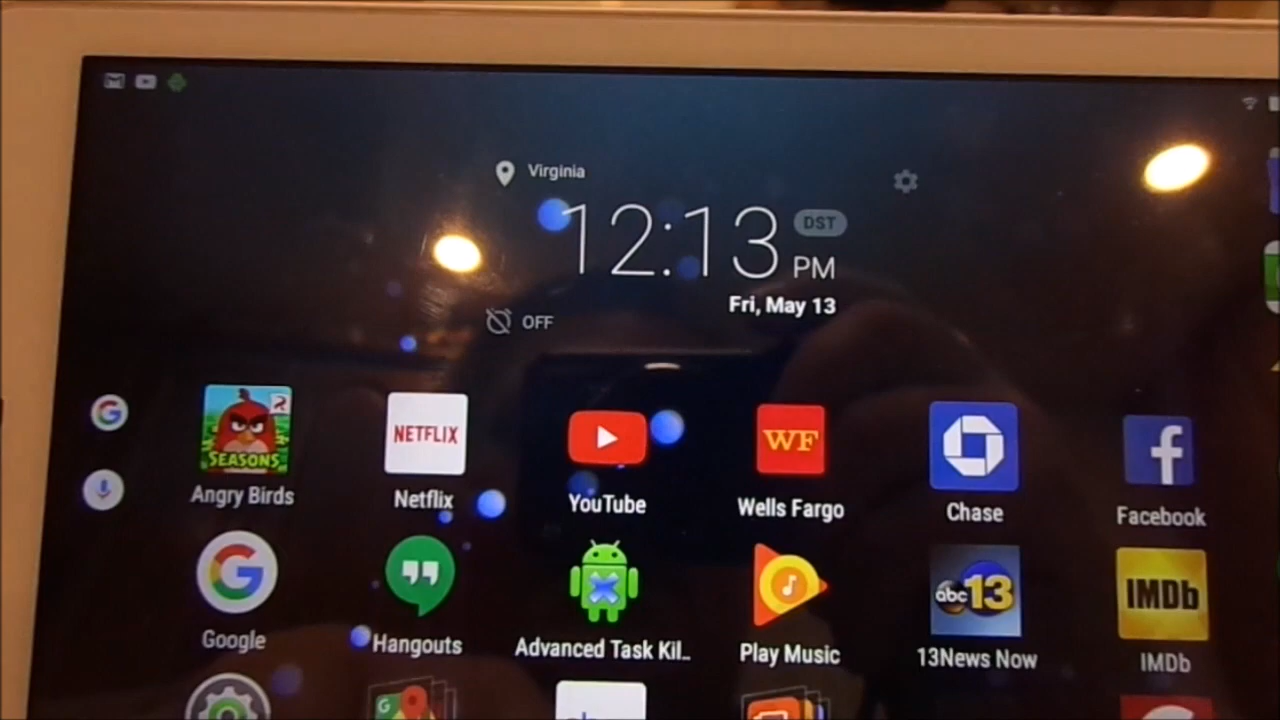 Virginia
12:13 PM DST
Fri, May 13
OFF
SEASONS
NETFLIX
WF
Angry Birds
Netflix
YouTube
Wells Fargo
Chase
Facebook
abc13
IMDb
Google
Hangouts
Advanced Task Kil...
Play Music
13News Now
IMDb